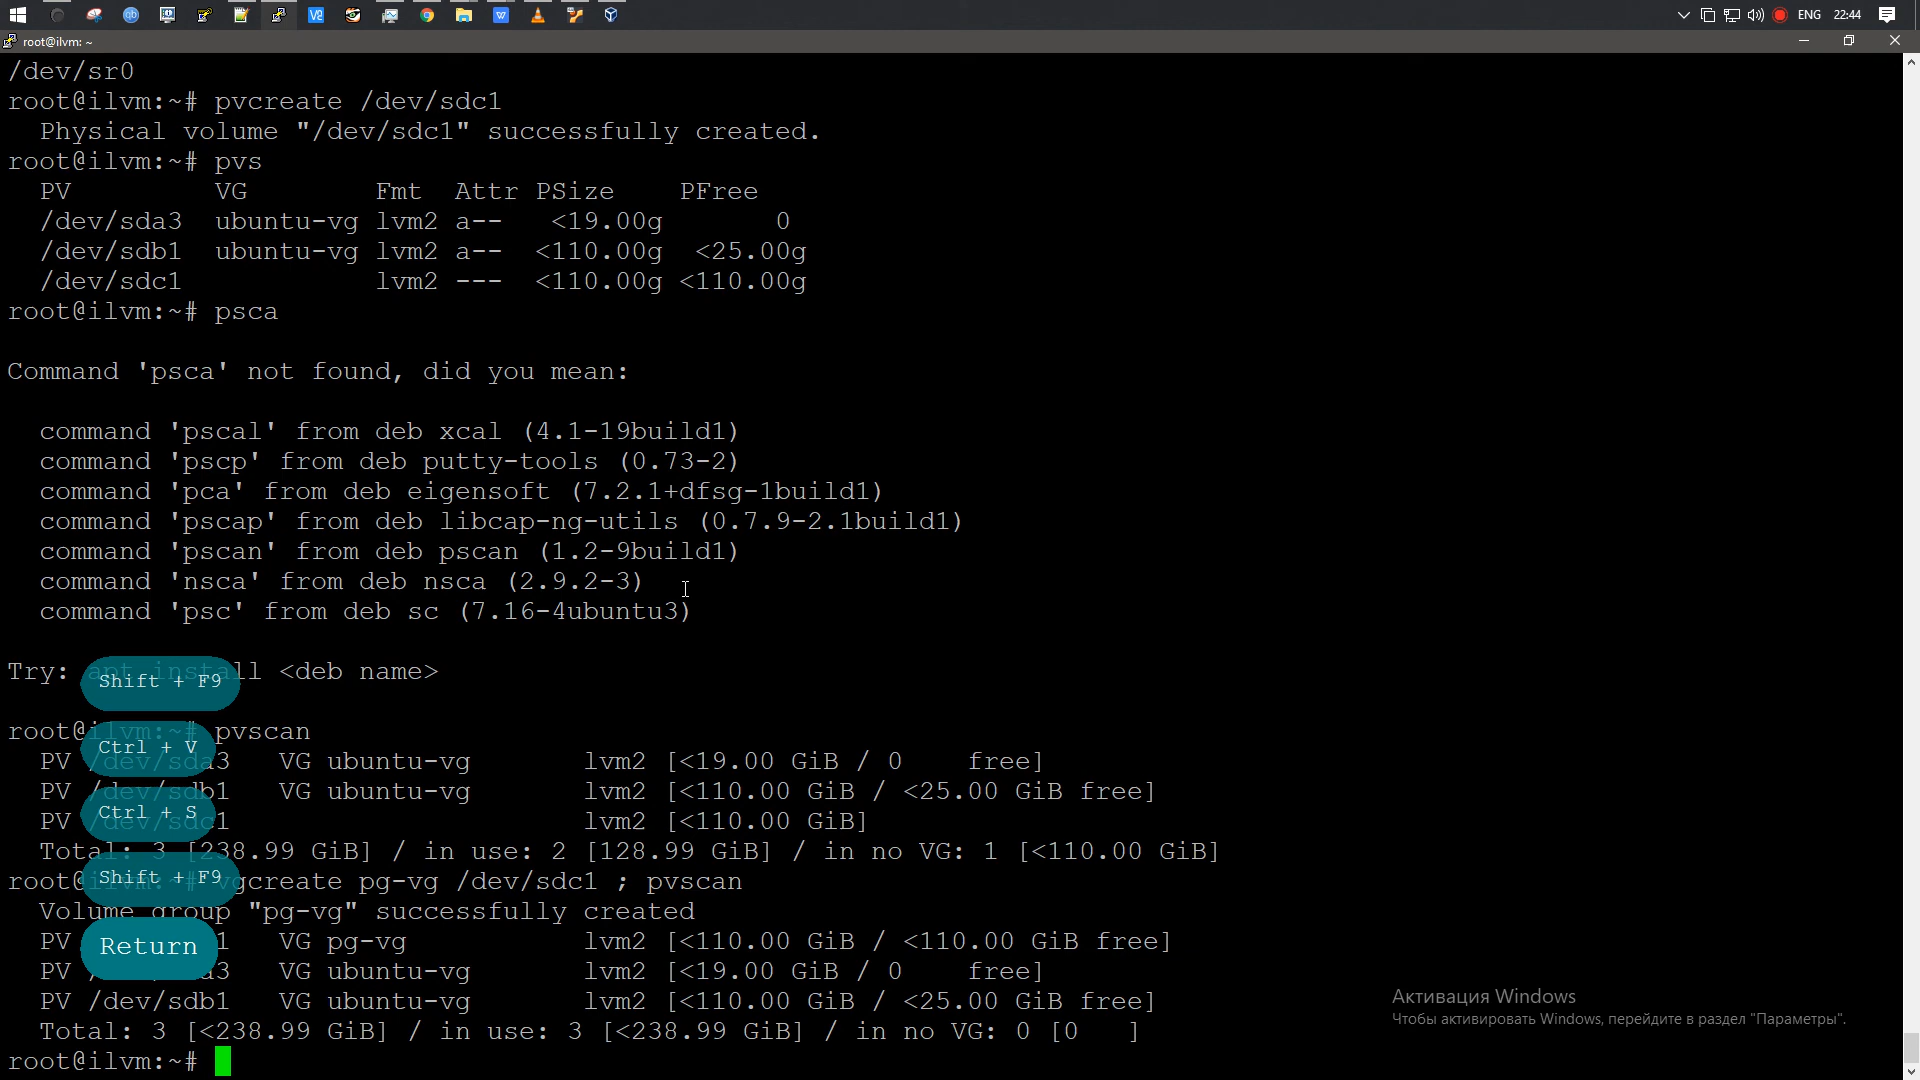 ENG 22:44
root@ilvm: ~
/dev/sr0
root@ilvm:~# pvcreate /dev/sdc1
Physical volume "/dev/sdc1" successfully created.
root@ilvm:~# pvs
PV VG Fmt Attr PSize PFree
/dev/sda3 ubuntu-vg lvm2 a-- <19.00g 0
/dev/sdb1 ubuntu-vg lvm2 a-- <110.00g <25.00g
/dev/sdc1 lvm2 --- <110.00g <110.00g
root@ilvm:~# psca
Command 'psca' not found, did you mean:
command 'pscal' from deb xcal (4.1-19build1)
command 'pscp' from deb putty-tools (0.73-2)
command 'pca' from deb eigensoft (7.2.1+dfsg-1build1)
command 'pscap' from deb libcap-ng-utils (0.7.9-2.1build1)
command 'pscan' from deb pscan (1.2-9build1)
command 'nsca' from deb nsca (2.9.2-3)
command 'psc' from deb sc (7.16-4ubuntu3)
Try: apt install <deb name>
Shift + F9
root@ilvm:~# pvscan
Ctrl + V
PV /dev/sda3 VG ubuntu-vg lvm2 [<19.00 GiB / 0 free]
PV /dev/sdb1 VG ubuntu-vg lvm2 [<110.00 GiB / <25.00 GiB free]
Ctrl + S
PV /dev/sdc1 lvm2 [<110.00 GiB]
Total: 3 [238.99 GiB] / in use: 2 [128.99 GiB] / in no VG: 1 [<110.00 GiB]
Shift + F9
root@ilvm:~# vgcreate pg-vg /dev/sdc1 ; pvscan
Volume group "pg-vg" successfully created
Return
PV 1 VG pg-vg lvm2 [<110.00 GiB / <110.00 GiB free]
PV a3 VG ubuntu-vg lvm2 [<19.00 GiB / 0 free]
PV /dev/sdb1 VG ubuntu-vg lvm2 [<110.00 GiB / <25.00 GiB free]
Total: 3 [<238.99 GiB] / in use: 3 [<238.99 GiB] / in no VG: 0 [0 ]
root@ilvm:~#
Активация Windows
Чтобы активировать Windows, перейдите в раздел "Параметры".